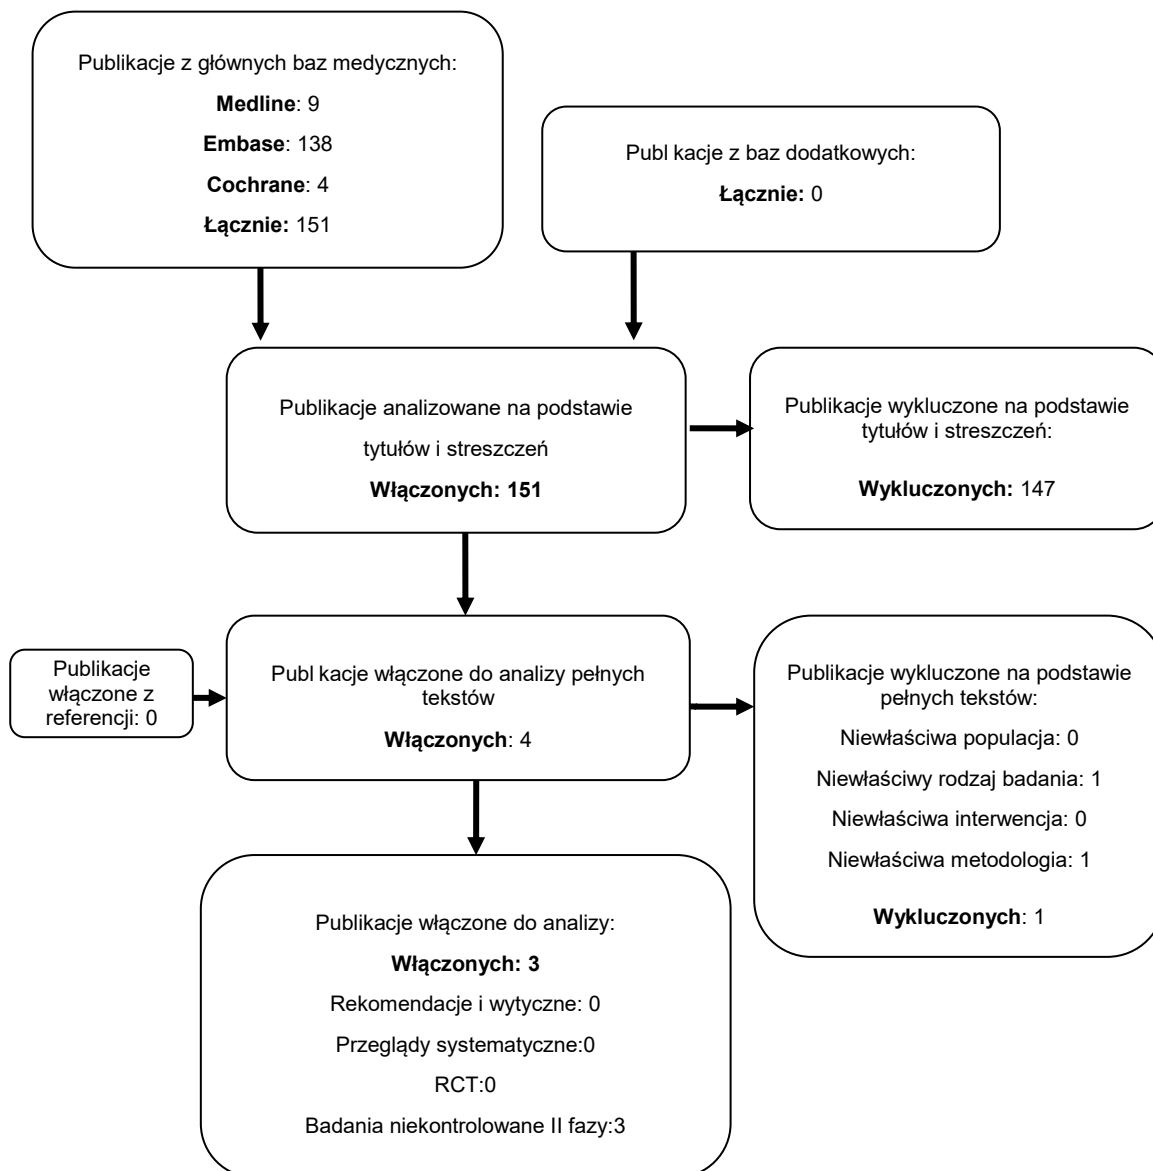 Publikacje z głównych baz medycznych:
Medline: 9
Embase: 138
Cochrane: 4
Łącznie: 151
Publ kacje z baz dodatkowych:
Łącznie: 0
Publikacje analizowane na podstawie
tytułów i streszczeń
Włączonych: 151
Publikacje wykluczone na podstawie
tytułów i streszczeń:
Wykluczonych: 147
Publikacje
włączone z
referencji: 0
Publ kacje włączone do analizy pełnych
tekstów
Włączonych: 4
Publikacje wykluczone na podstawie
pełnych tekstów:
Niewłaściwa populacja: 0
Niewłaściwy rodzaj badania: 1
Niewłaściwa interwencja: 0
Niewłaściwa metodologia: 1
Wykluczonych: 1
Publikacje włączone do analizy:
Włączonych: 3
Rekomendacje i wytyczne: 0
Przeglądy systematyczne:0
RCT:0
Badania niekontrolowane II fazy:3